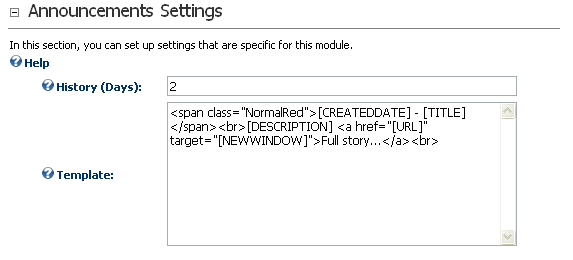 Announcements Settings
In this section, you can set up settings that are specific for this module.
Help
History (Days): 2
<span class="NormalRed">[CREATEDDATE] - [TITLE]
</span><br>[DESCRIPTION] <a href="[URL]"
target="[NEWWINDOW]">Full story...</a><br>
Template: